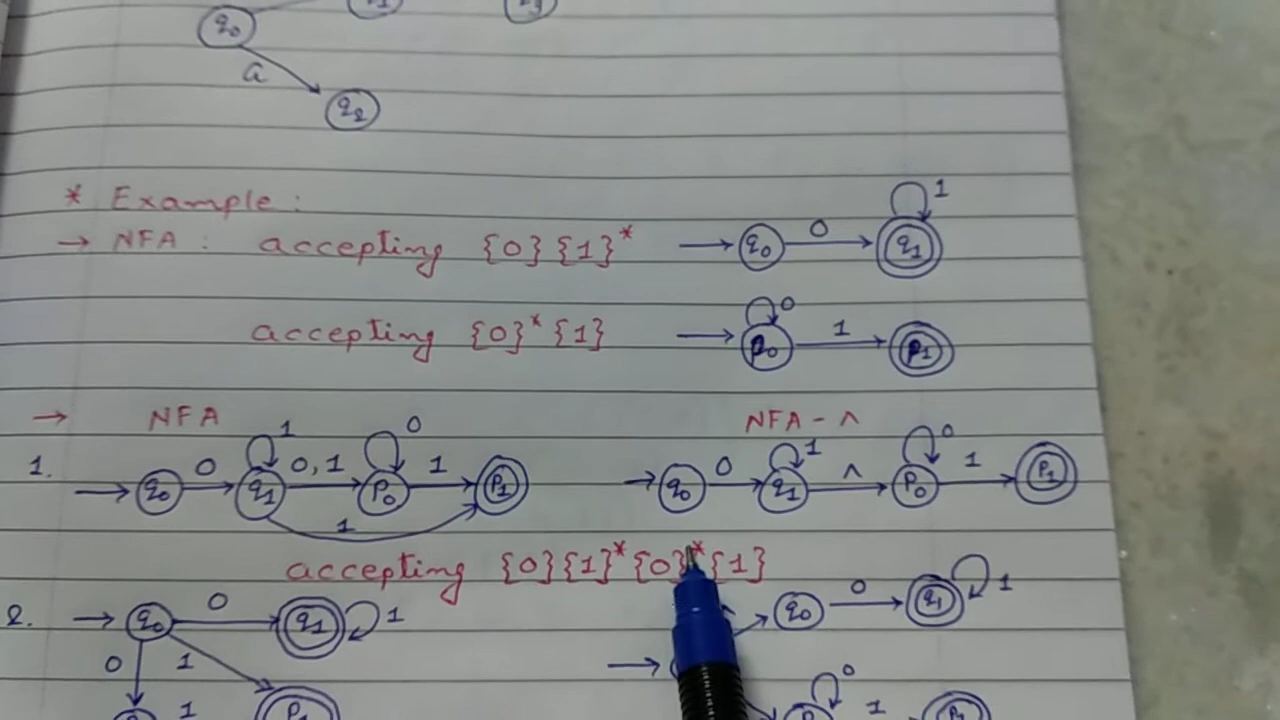 q0
a
q2
* Example :
→ NFA : accepting {0}{1}* → q0 0 q1 1
accepting {0}*{1} → p0 0 1 p1
→ NFA NFA - ∧
1. q0 0 q1 1 0,1 p0 0 1 p1 1 q0 0 q1 1 ∧ p0 0 1 p1
accepting {0}{1}*{0}*{1}
2. q0 0 q1 1 q0 0 q1 1
0 1 0
1 p1 1 p1